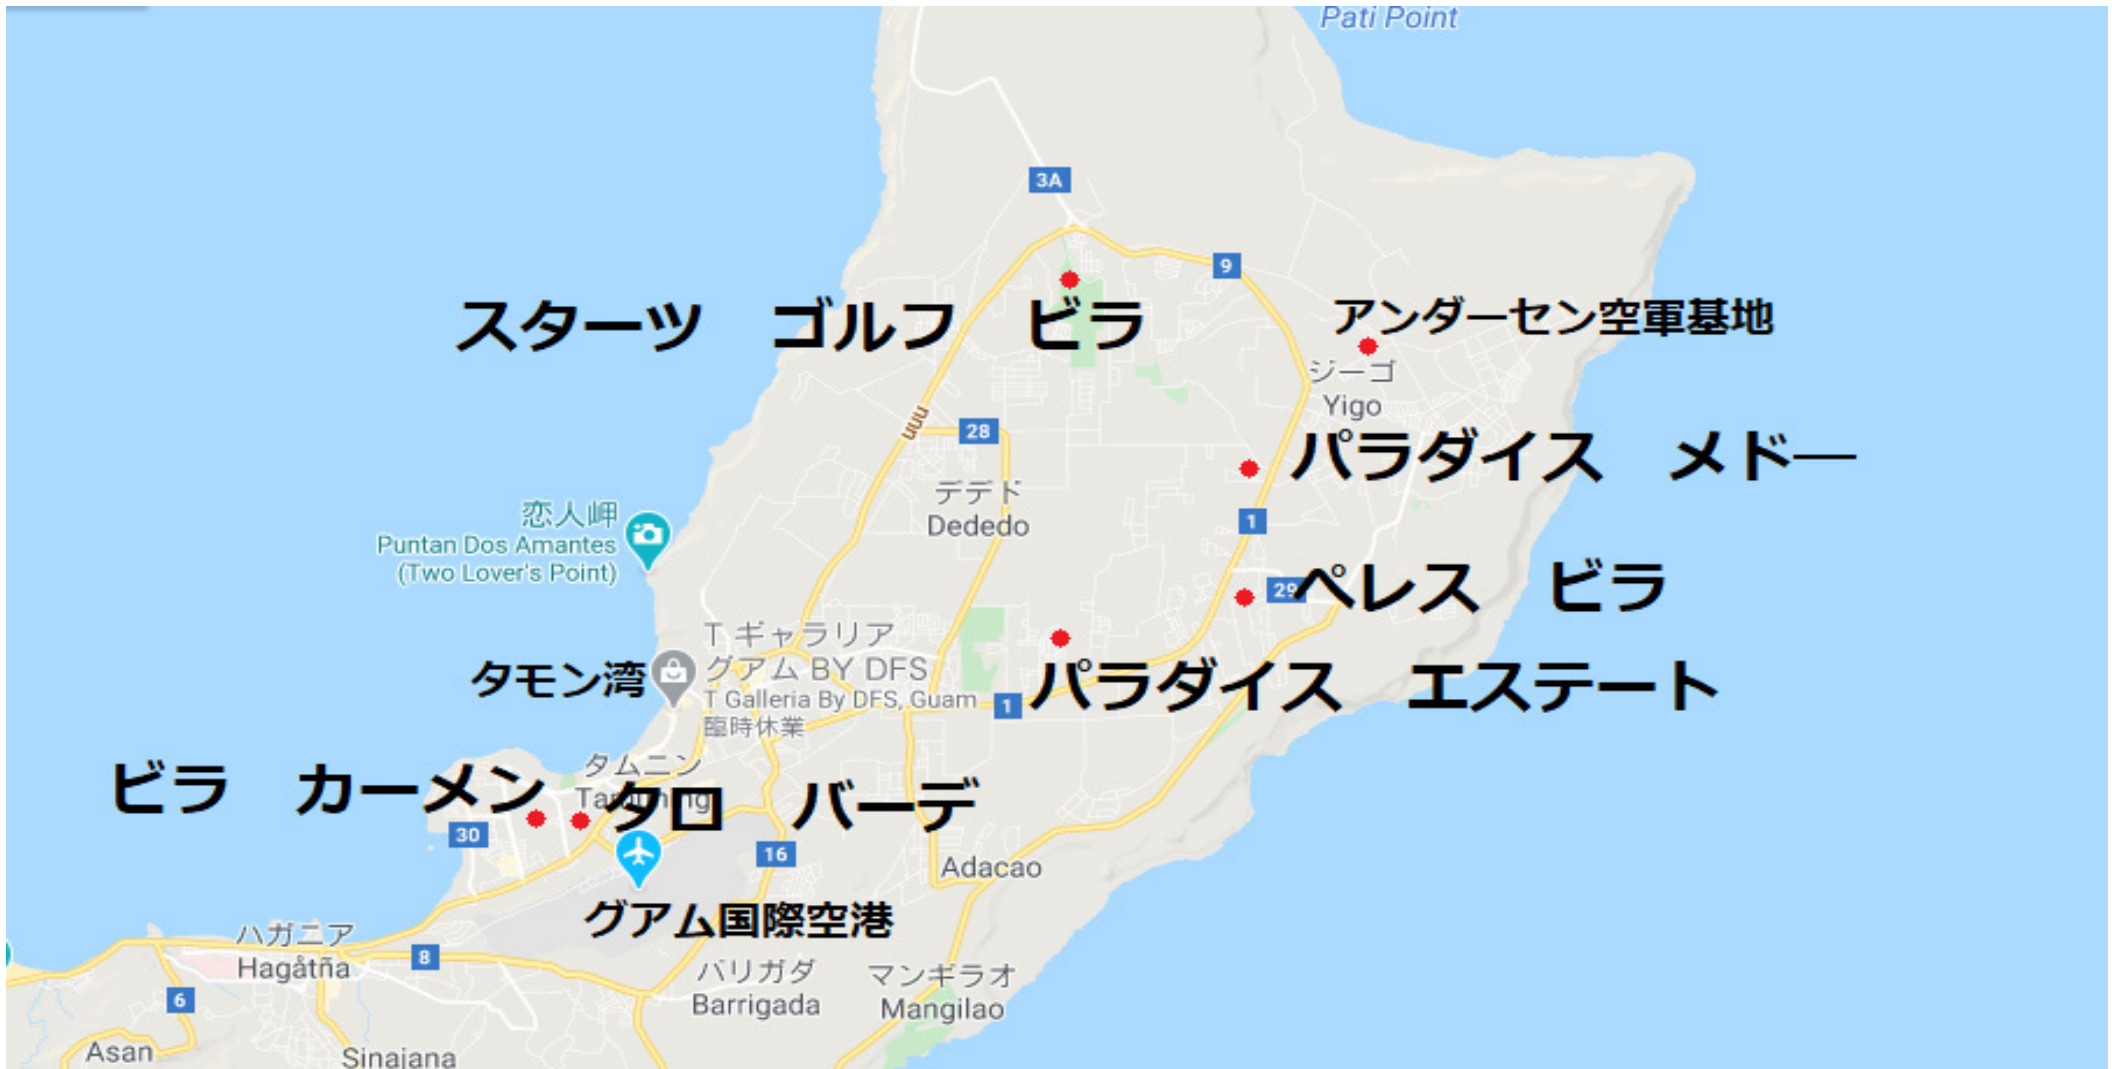 Pati Point
3A
9
スターツ　ゴルフ　ビラ
アンダーセン空軍基地
ジーゴ
Yigo
28
パラダイス　メドー
デデド
Dededo
恋人岬
Puntan Dos Amantes
(Two Lover's Point)
1
29
ペレス　ビラ
T ギャラリア
グアム BY DFS
T Galleria By DFS, Guam
臨時休業
タモン湾
1
パラダイス　エステート
タムニン
Tamuning
ビラ　カーメン
タロ　バーデ
30
16
Adacao
グアム国際空港
ハガニア
Hagåtña
8
バリガダ
Barrigada
マンギラオ
Mangilao
6
Asan
Sinajana